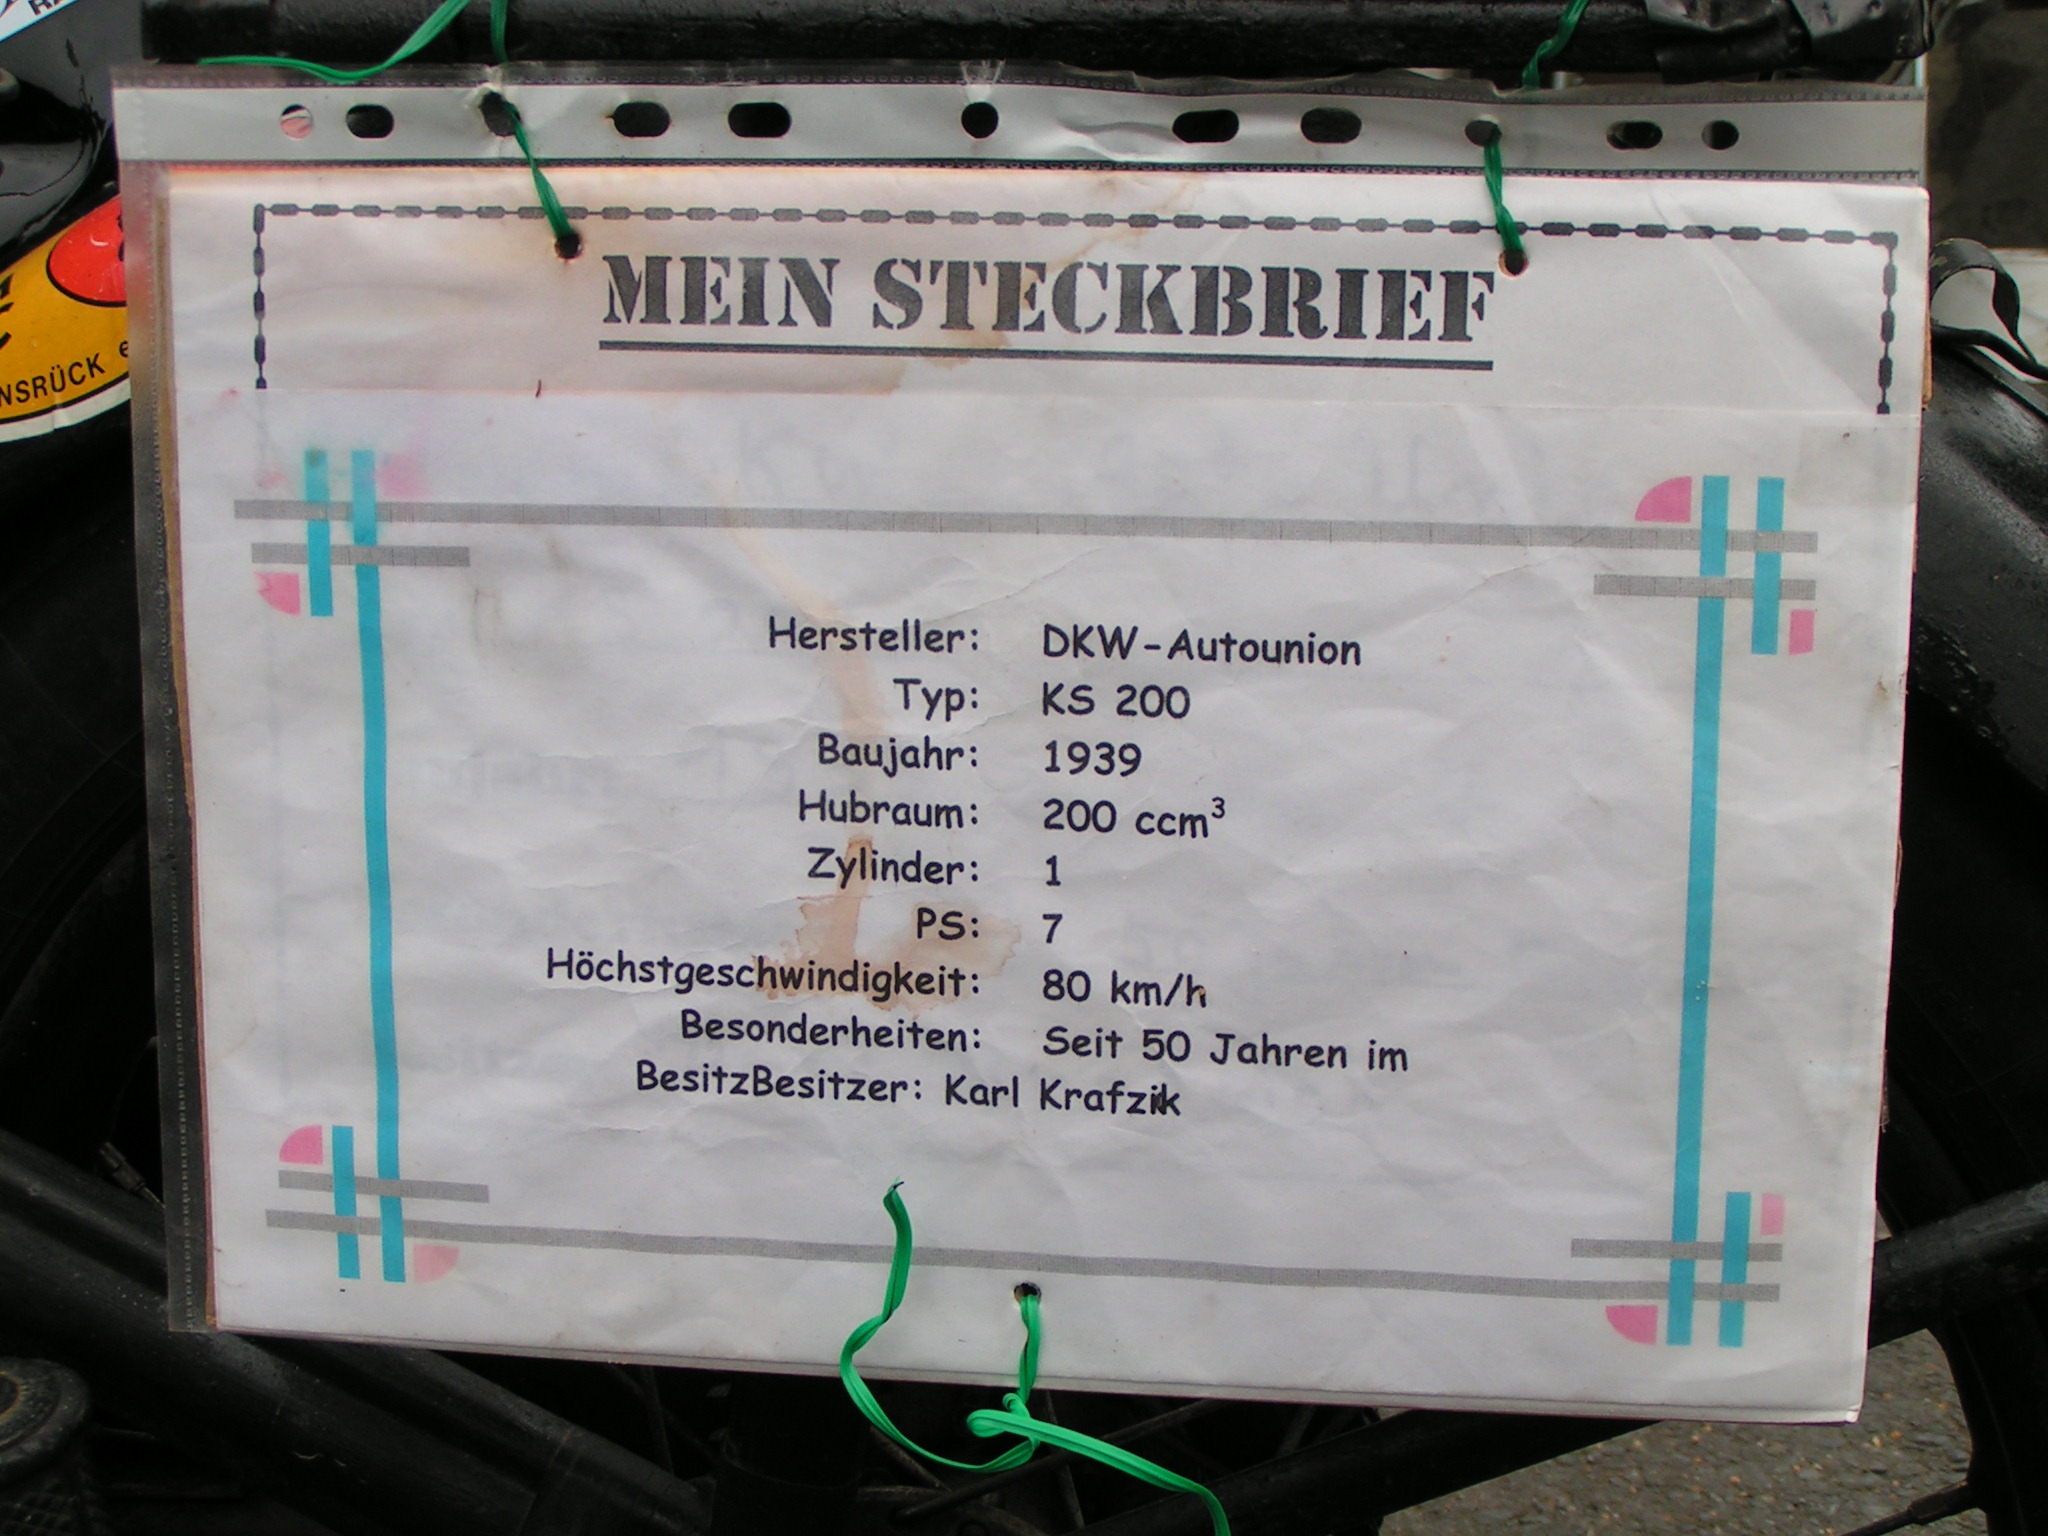 NSRÜCK e
MEIN STECKBRIEF
Hersteller: DKW-Autounion
Typ: KS 200
Baujahr: 1939
Hubraum: 200 ccm³
Zylinder: 1
PS: 7
Höchstgeschwindigkeit: 80 km/h
Besonderheiten: Seit 50 Jahren im
BesitzBesitzer: Karl Krafzik